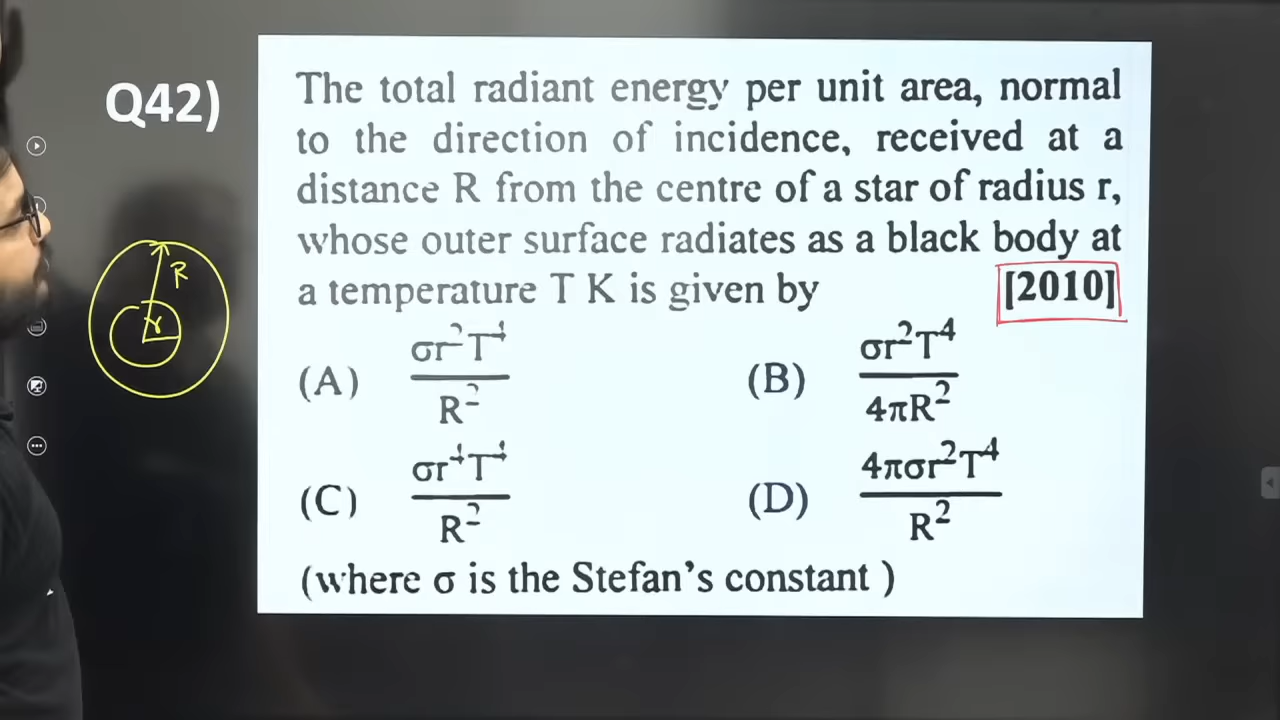 Q42)
The total radiant energy per unit area, normal
to the direction of incidence, received at a
distance R from the centre of a star of radius r,
whose outer surface radiates as a black body at
a temperature T K is given by [2010]
(A) σr²T⁴/R² (B) σr²T⁴/4πR²
(C) σr⁴T⁴/R² (D) 4πσr²T⁴/R²
(where σ is the Stefan's constant )
R
r